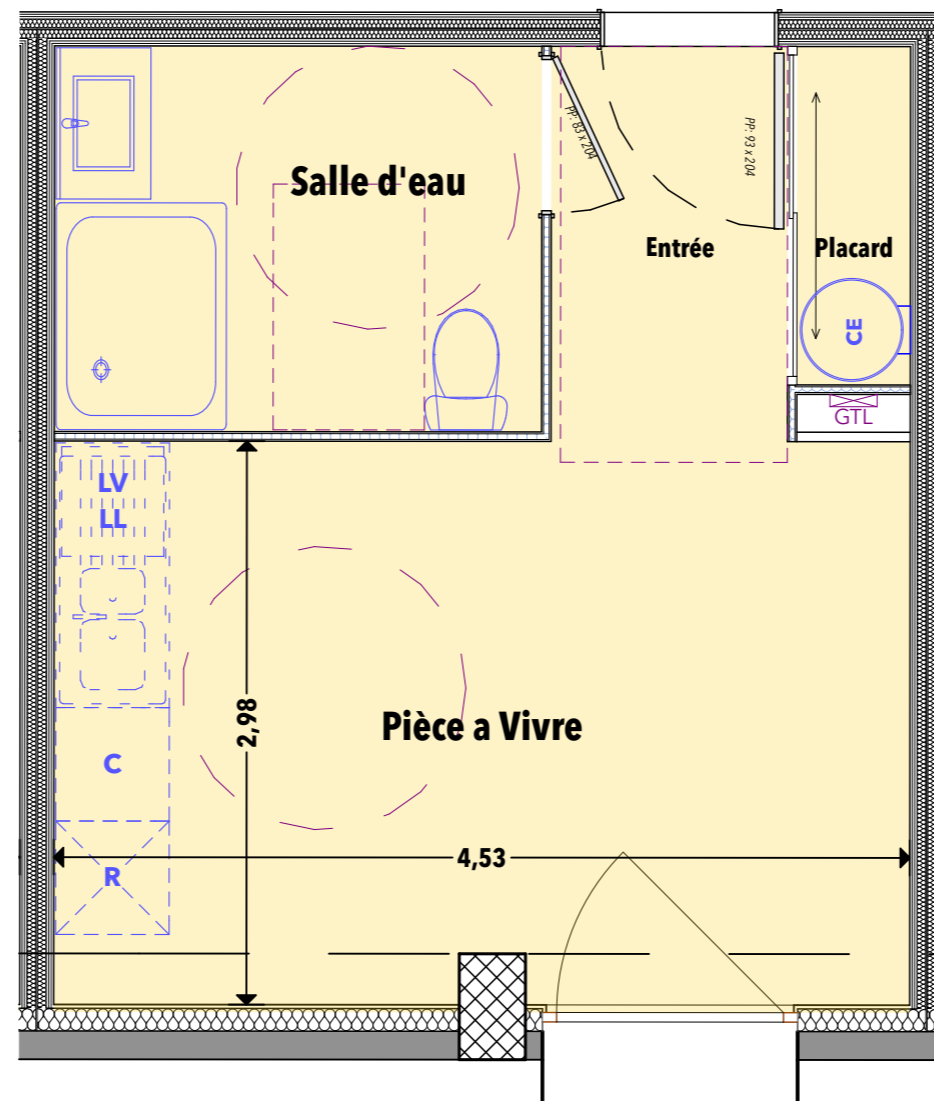 Salle d'eau
PP: 83 x 204
PP: 93 x 204
Entrée
Placard
CE
GTL
LV
LL
2,98
Pièce a Vivre
C
4,53
R